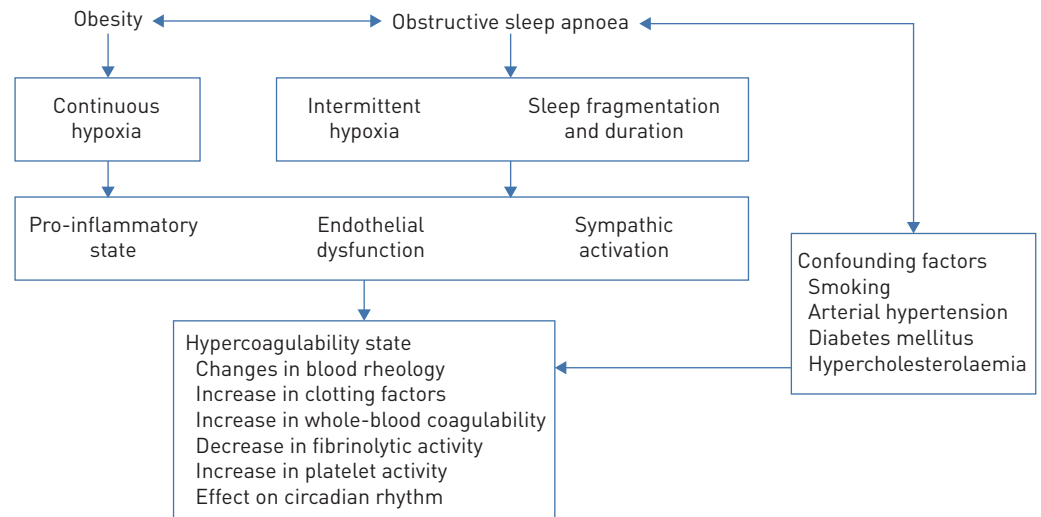 Obesity
Obstructive sleep apnoea
Continuous
hypoxia
Intermittent
hypoxia
Sleep fragmentation
and duration
Pro-inflammatory
state
Endothelial
dysfunction
Sympathic
activation
Confounding factors
Smoking
Arterial hypertension
Diabetes mellitus
Hypercholesterolaemia
Hypercoagulability state
Changes in blood rheology
Increase in clotting factors
Increase in whole-blood coagulability
Decrease in fibrinolytic activity
Increase in platelet activity
Effect on circadian rhythm